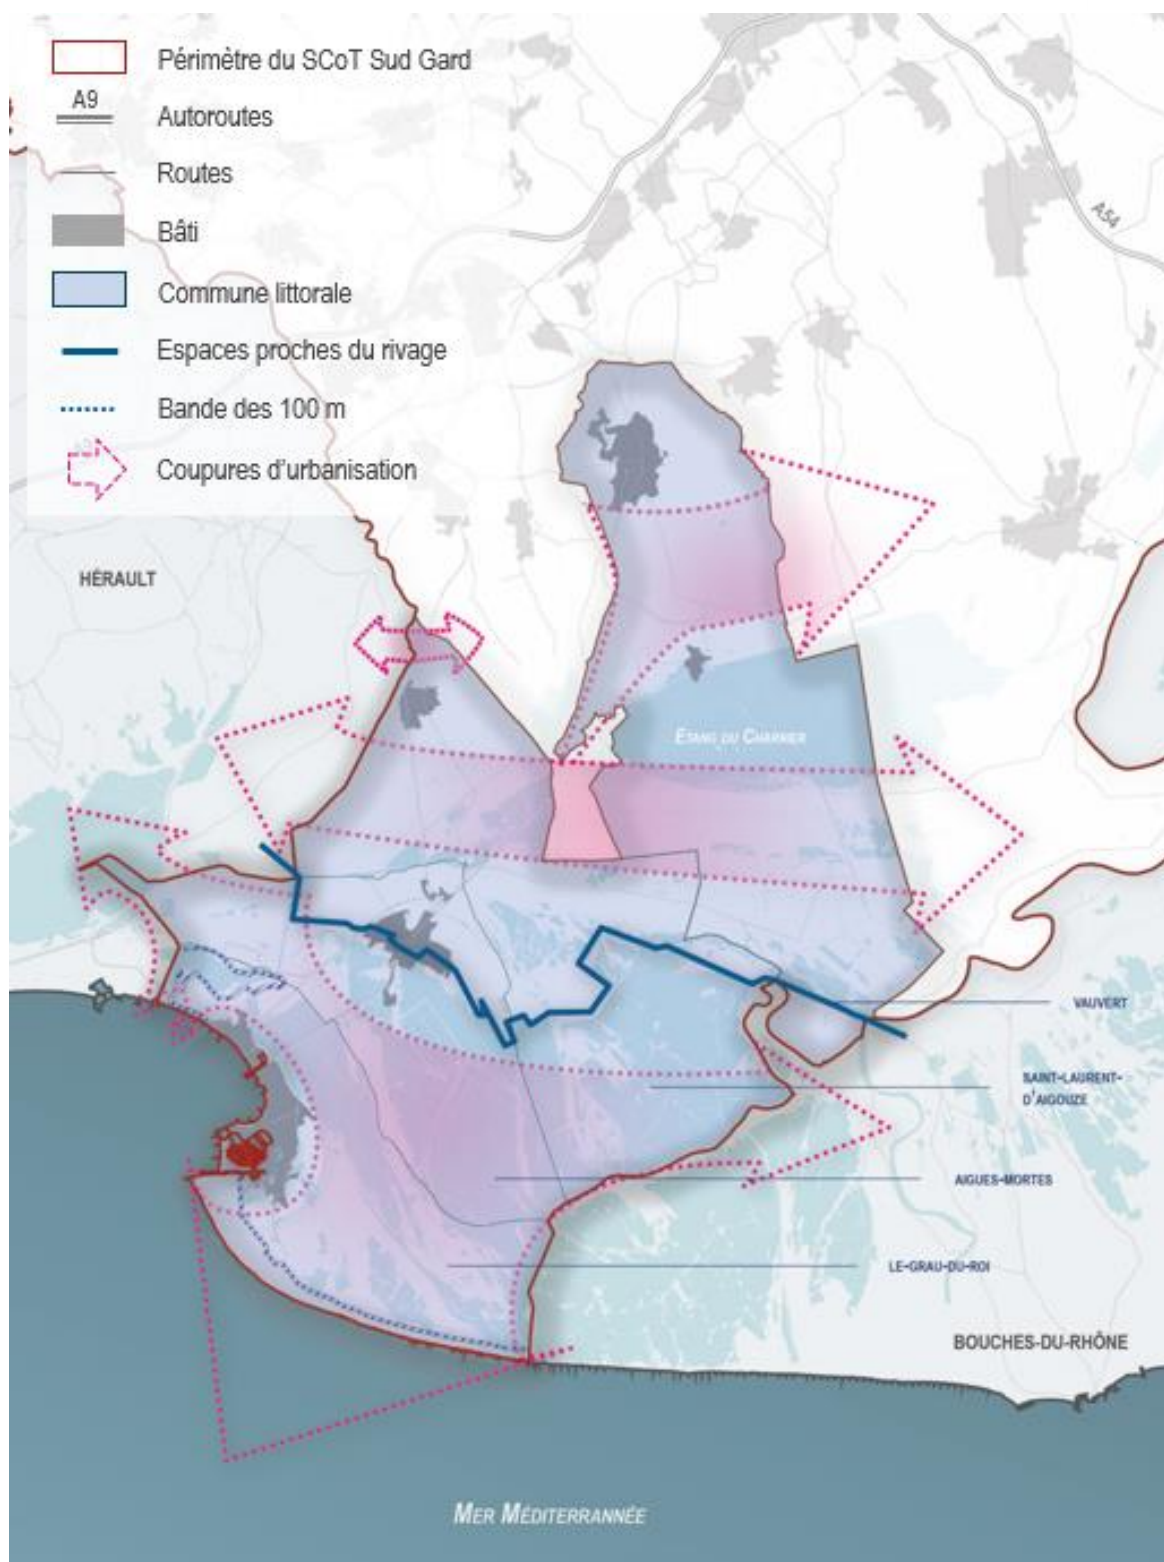 Périmètre du SCoT Sud Gard
A9
Autoroutes
Routes
Bâti
Commune littorale
Espaces proches du rivage
Bande des 100 m
Coupures d'urbanisation
A54
HÉRAULT
ETANG DU CHARNIER
VAUVERT
SAINT-LAURENT-
D'AIGOUZE
AIGUES-MORTES
LE-GRAU-DU-ROI
BOUCHES-DU-RHÔNE
MER MÉDITERRANNÉE